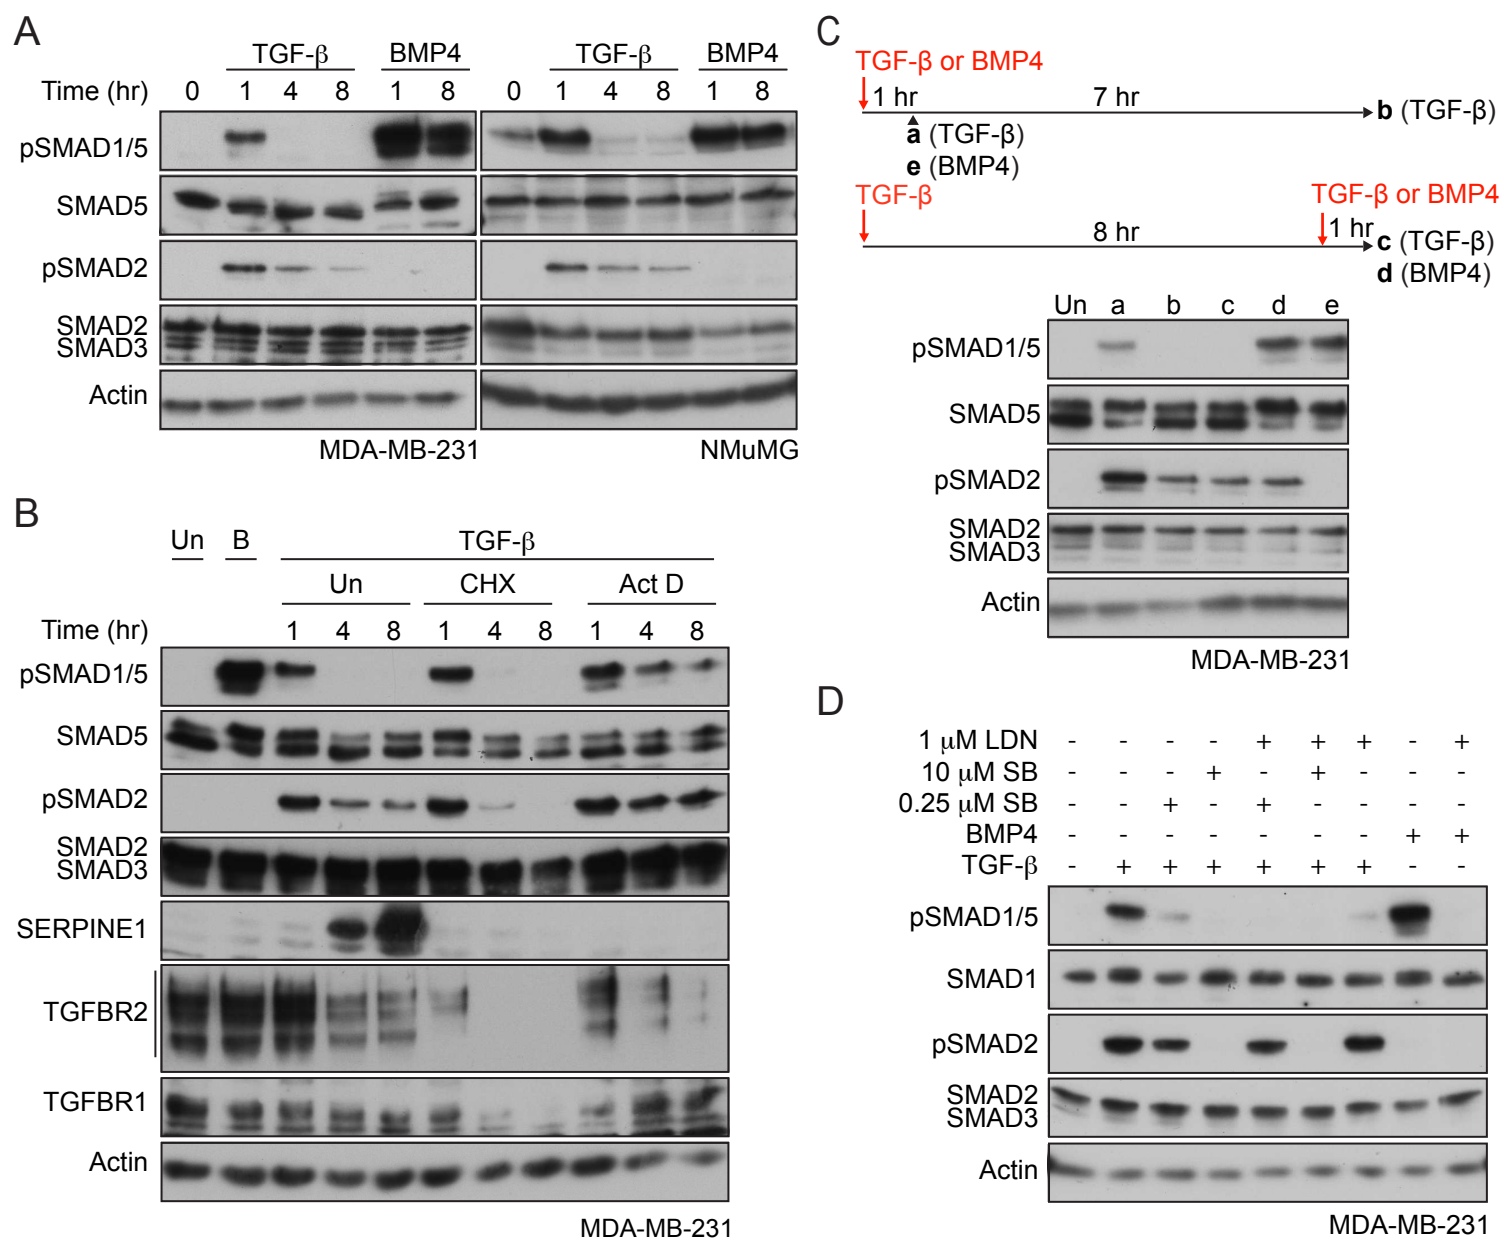 A
TGF-β BMP4 TGF-β BMP4
Time (hr) 0 1 4 8 1 8 0 1 4 8 1 8
pSMAD1/5
SMAD5
pSMAD2
SMAD2
SMAD3
Actin
MDA-MB-231 NMuMG
B
Un B TGF-β
Un CHX Act D
Time (hr) 1 4 8 1 4 8 1 4 8
pSMAD1/5
SMAD5
pSMAD2
SMAD2
SMAD3
SERPINE1
TGFBR2
TGFBR1
Actin
MDA-MB-231
C
TGF-β or BMP4
1 hr 7 hr
b (TGF-β)
a (TGF-β)
e (BMP4)
TGF-β TGF-β or BMP4
8 hr 1 hr
c (TGF-β)
d (BMP4)
Un a b c d e
pSMAD1/5
SMAD5
pSMAD2
SMAD2
SMAD3
Actin
MDA-MB-231
D
1 μM LDN - - - - + + + - +
10 μM SB - - - + - + - - -
0.25 μM SB - - + - + - - - -
BMP4 - - - - - - - + +
TGF-β - + + + + + + - -
pSMAD1/5
SMAD1
pSMAD2
SMAD2
SMAD3
Actin
MDA-MB-231